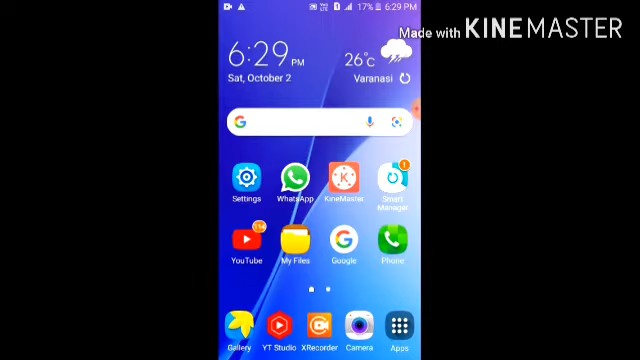 17% 6:29 PM
Made with KINEMASTER
6:29 PM
26°C
Sat, October 2
Varanasi
Settings
WhatsApp
KineMaster
Smart Manager
YouTube
My Files
Google
Phone
Gallery
YT Studio
XRecorder
Camera
Apps